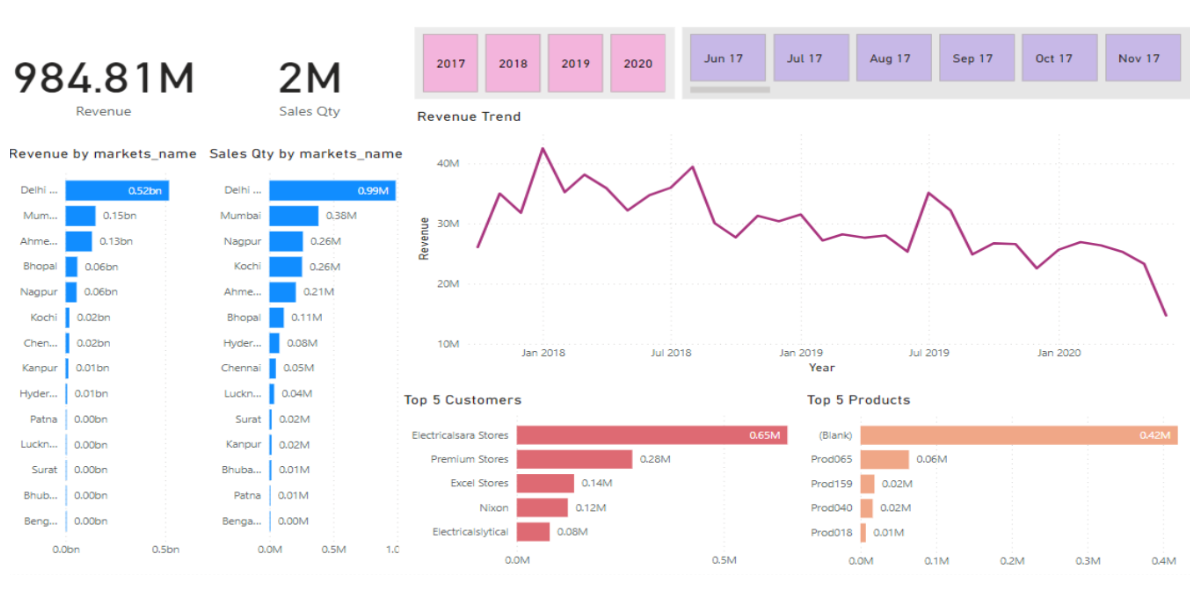 984.81M
Revenue
2M
Sales Qty
2017 2018 2019 2020
Jun 17 Jul 17 Aug 17 Sep 17 Oct 17 Nov 17
Revenue by markets_name
Delhi ... 0.52bn
Mum... 0.15bn
Ahme... 0.13bn
Bhopal 0.06bn
Nagpur 0.06bn
Kochi 0.02bn
Chen... 0.02bn
Kanpur 0.01bn
Hyder... 0.01bn
Patna 0.00bn
Luckn... 0.00bn
Surat 0.00bn
Bhub... 0.00bn
Beng... 0.00bn
0.0bn 0.5bn
Sales Qty by markets_name
Delhi ... 0.99M
Mumbai 0.38M
Nagpur 0.26M
Kochi 0.26M
Ahme... 0.21M
Bhopal 0.11M
Hyder... 0.08M
Chennai 0.05M
Luckn... 0.04M
Surat 0.02M
Kanpur 0.02M
Bhuba... 0.01M
Patna 0.01M
Benga... 0.00M
0.0M 0.5M 1.0
Revenue Trend
Revenue
40M
30M
20M
10M
Jan 2018 Jul 2018 Jan 2019 Jul 2019 Jan 2020
Year
Top 5 Customers
Electricalsara Stores 0.65M
Premium Stores 0.28M
Excel Stores 0.14M
Nixon 0.12M
Electricalslytical 0.08M
0.0M 0.5M
Top 5 Products
(Blank) 0.42M
Prod065 0.06M
Prod159 0.02M
Prod040 0.02M
Prod018 0.01M
0.0M 0.1M 0.2M 0.3M 0.4M